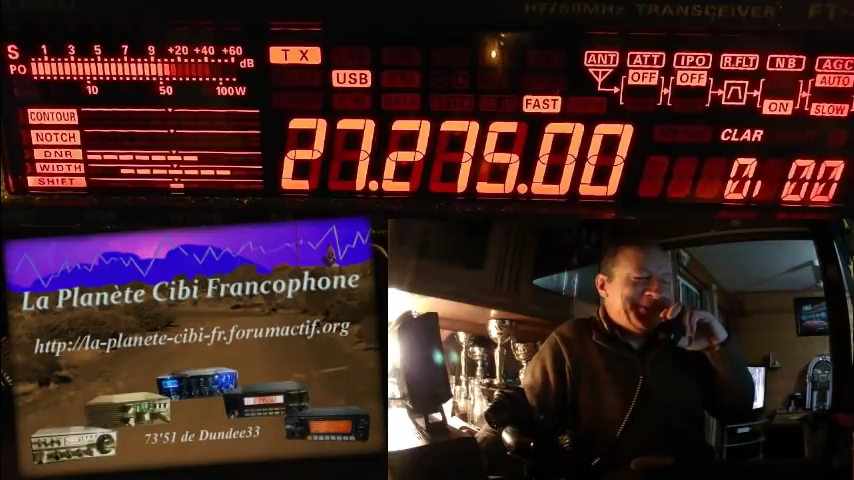 HF/50MHz TRANSCEIVER FT-
S 1 3 5 7 9 +20 +40 +60 dB
PO 10 50 100W
TX
USB
FAST
ANT ATT IPO R.FLT NB AGC
OFF OFF AUTO
ON SLOW
CONTOUR
NOTCH
DNR
WIDTH
SHIFT
27.275.00
CLAR
0.00
La Planète Cibi Francophone
http://la-planete-cibi-fr.forumactif.org
73'51 de Dundee33